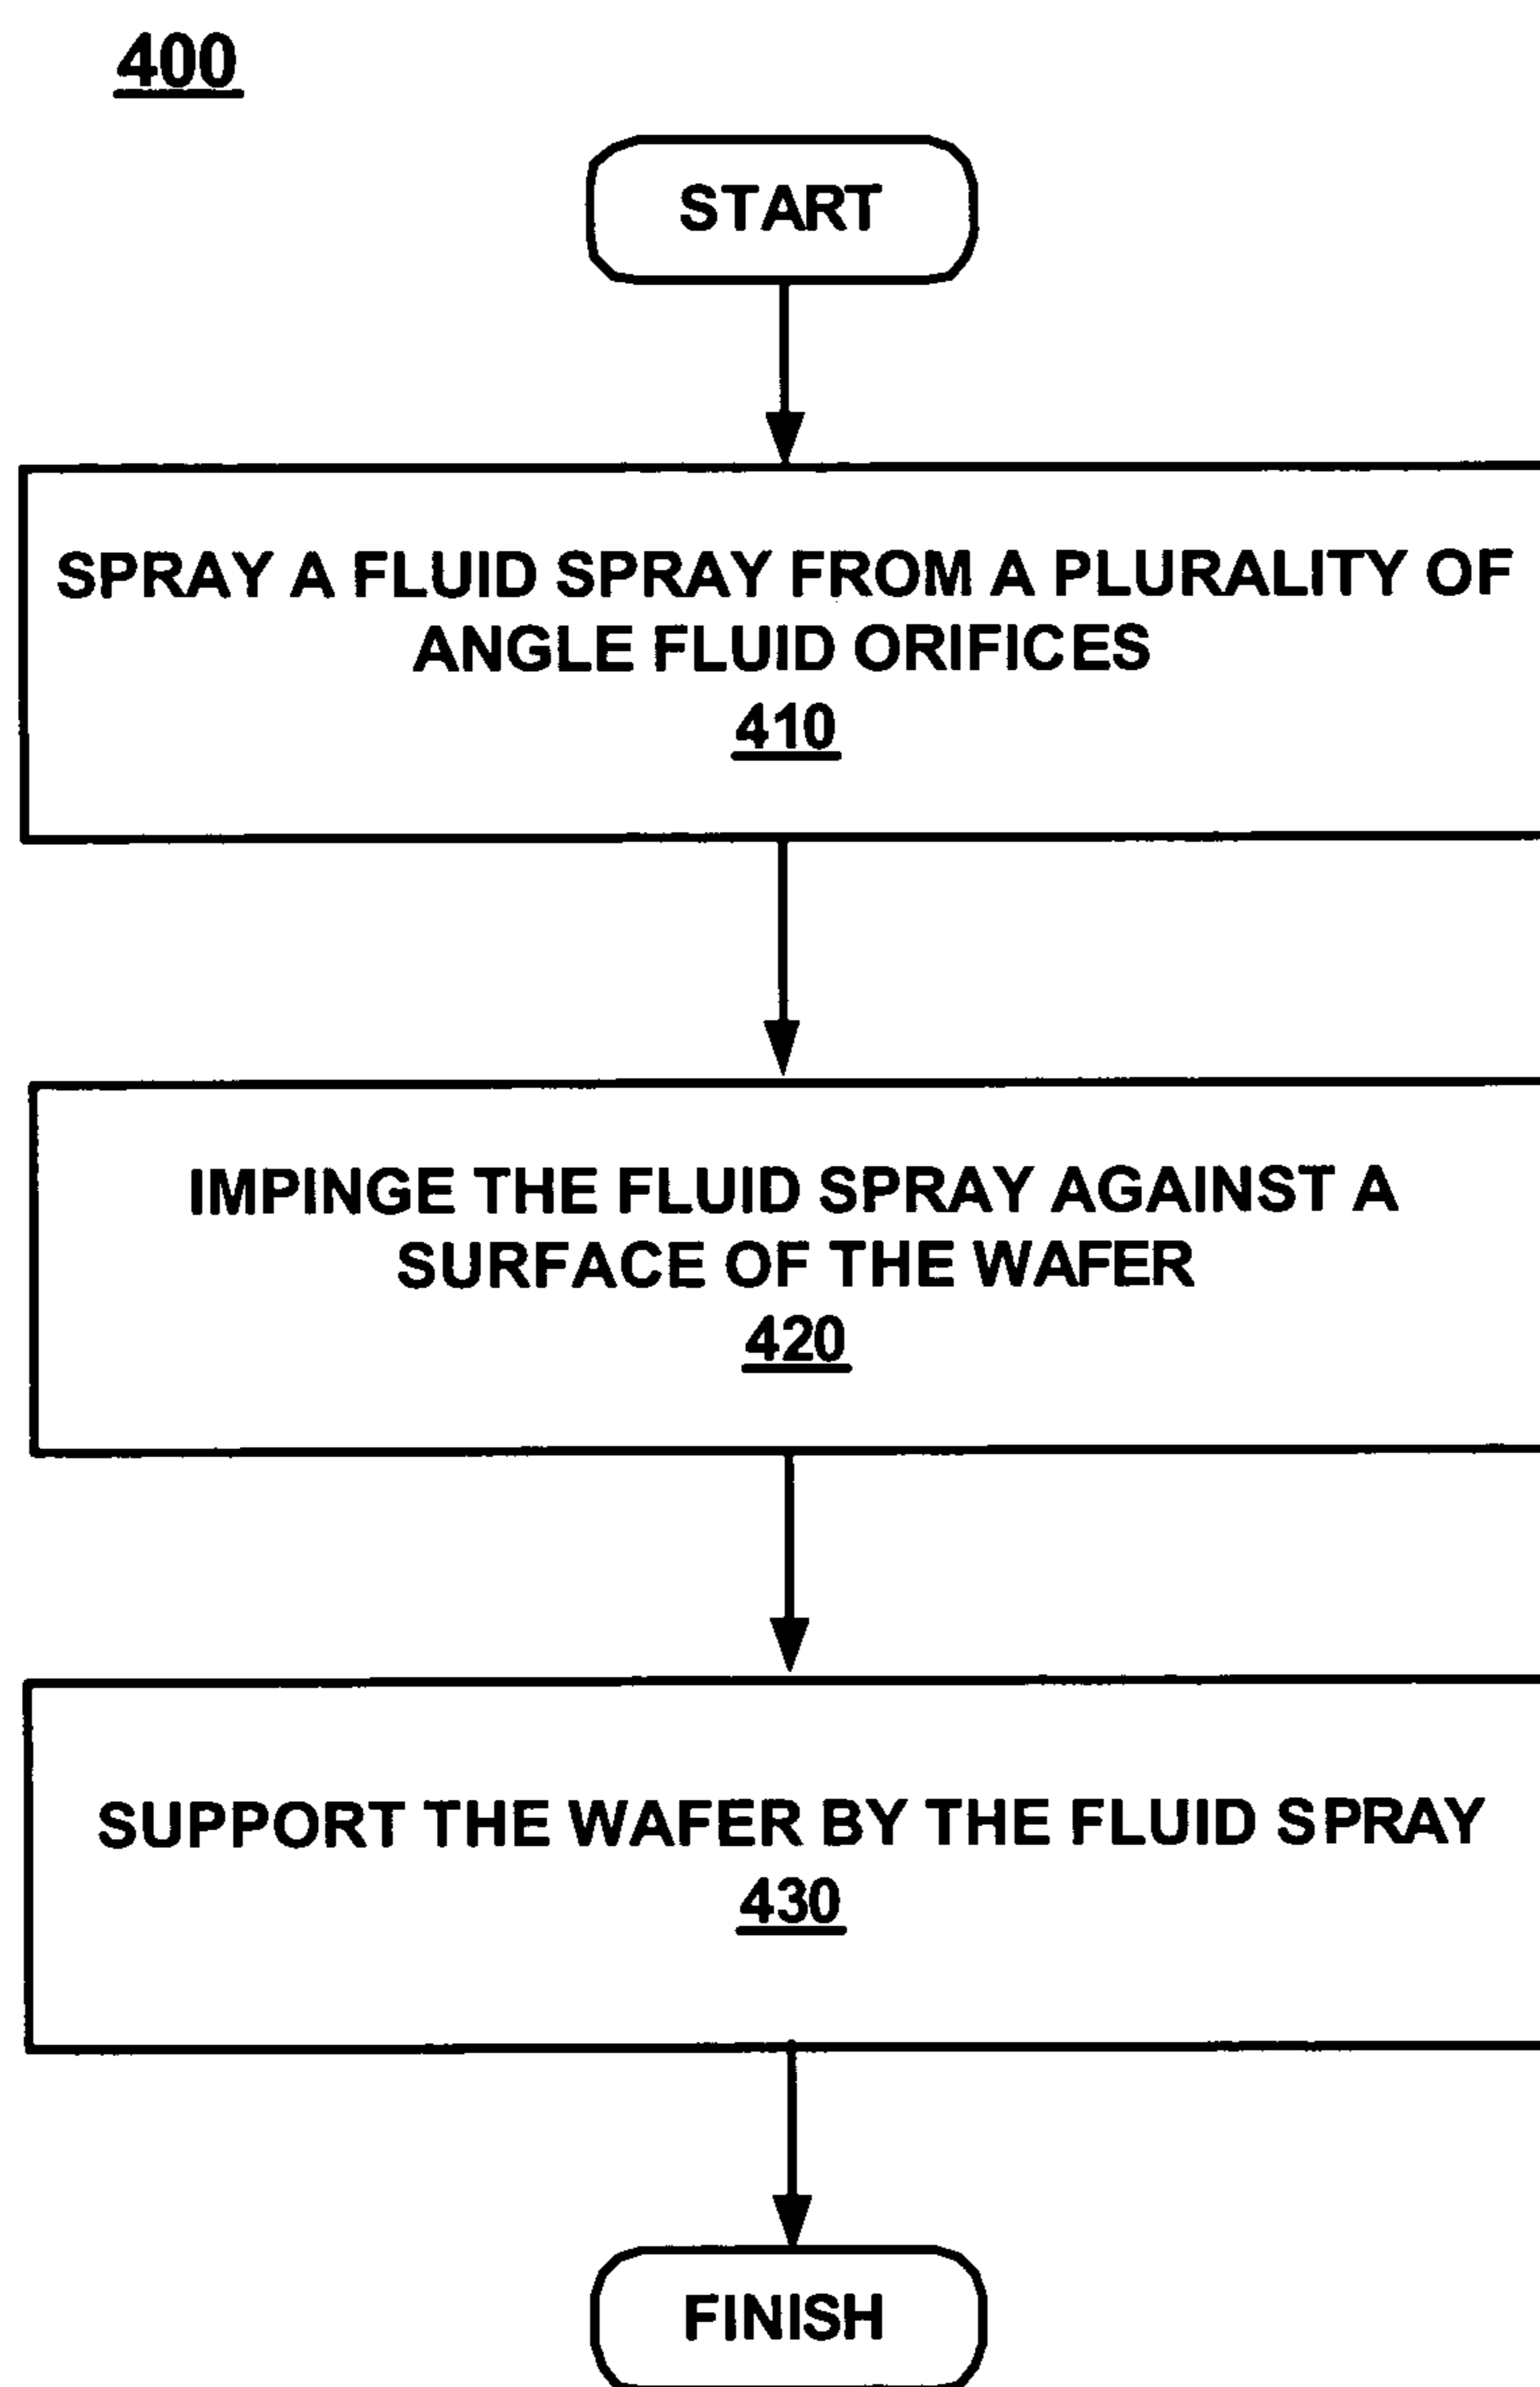 400
START
SPRAY A FLUID SPRAY FROM A PLURALITY OF
ANGLE FLUID ORIFICES
410
IMPINGE THE FLUID SPRAY AGAINST A
SURFACE OF THE WAFER
420
SUPPORT THE WAFER BY THE FLUID SPRAY
430
FINISH